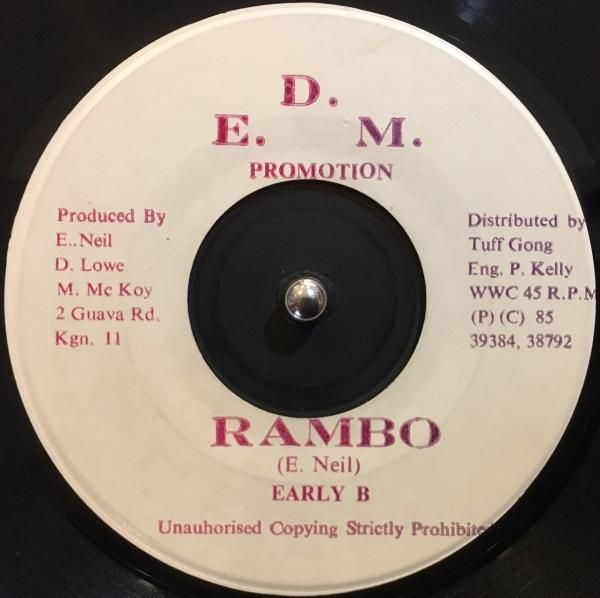 D.
E. M.
PROMOTION
Produced By
E.. Neil
D. Lowe
M. Mc Koy
2 Guava Rd.
Kgn. 11
Distributed by
Tuff Gong
Eng. P. Kelly
WWC 45 R.P.M
(P) (C) 85
39384, 38792
RAMBO
(E. Neil)
EARLY B
Unauhorised Copying Strictly Prohibited